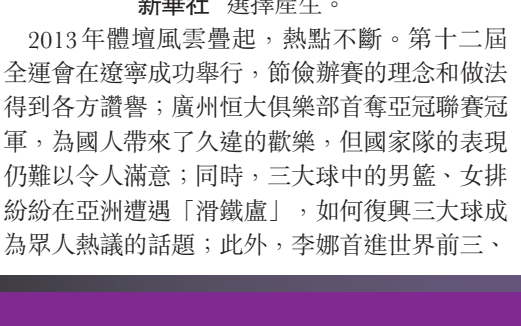 新華社 選擇產生。
2013年體壇風雲疊起，熱點不斷。第十二屆
全運會在遼寧成功舉行，節儉辦賽的理念和做法
得到各方讚譽；廣州恒大俱樂部首奪亞冠聯賽冠
軍，為國人帶來了久違的歡樂，但國家隊的表現
仍難以令人滿意；同時，三大球中的男籃、女排
紛紛在亞洲遭遇「滑鐵盧」，如何復興三大球成
為眾人熱議的話題；此外，李娜首進世界前三、